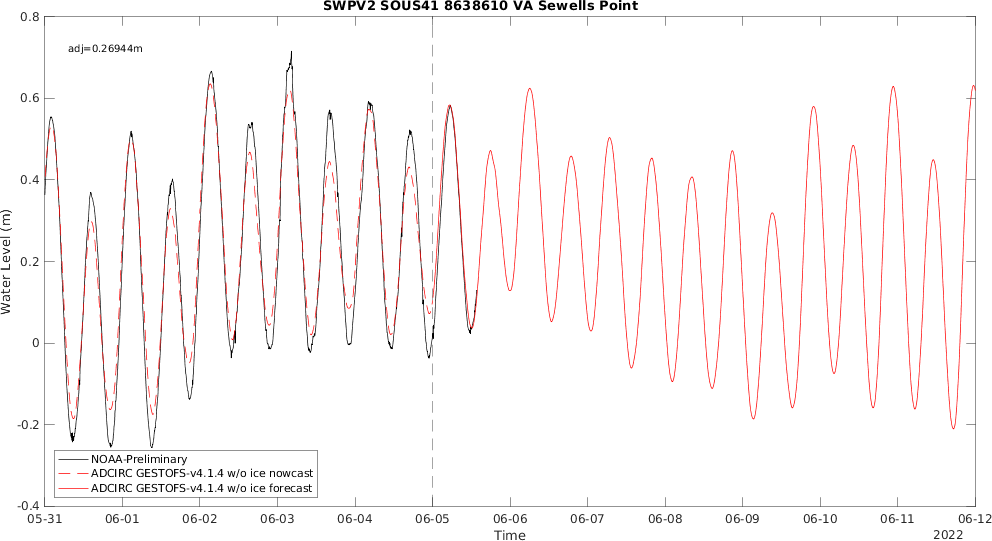 SWPV2 SOUS41 8638610 VA Sewells Point
adj=0.26944m
0.8
0.6
0.4
0.2
0
-0.2
-0.4
Water Level (m)
NOAA-Preliminary
ADCIRC GESTOFS-v4.1.4 w/o ice nowcast
ADCIRC GESTOFS-v4.1.4 w/o ice forecast
05-31 06-01 06-02 06-03 06-04 06-05 06-06 06-07 06-08 06-09 06-10 06-11 06-12
Time
2022